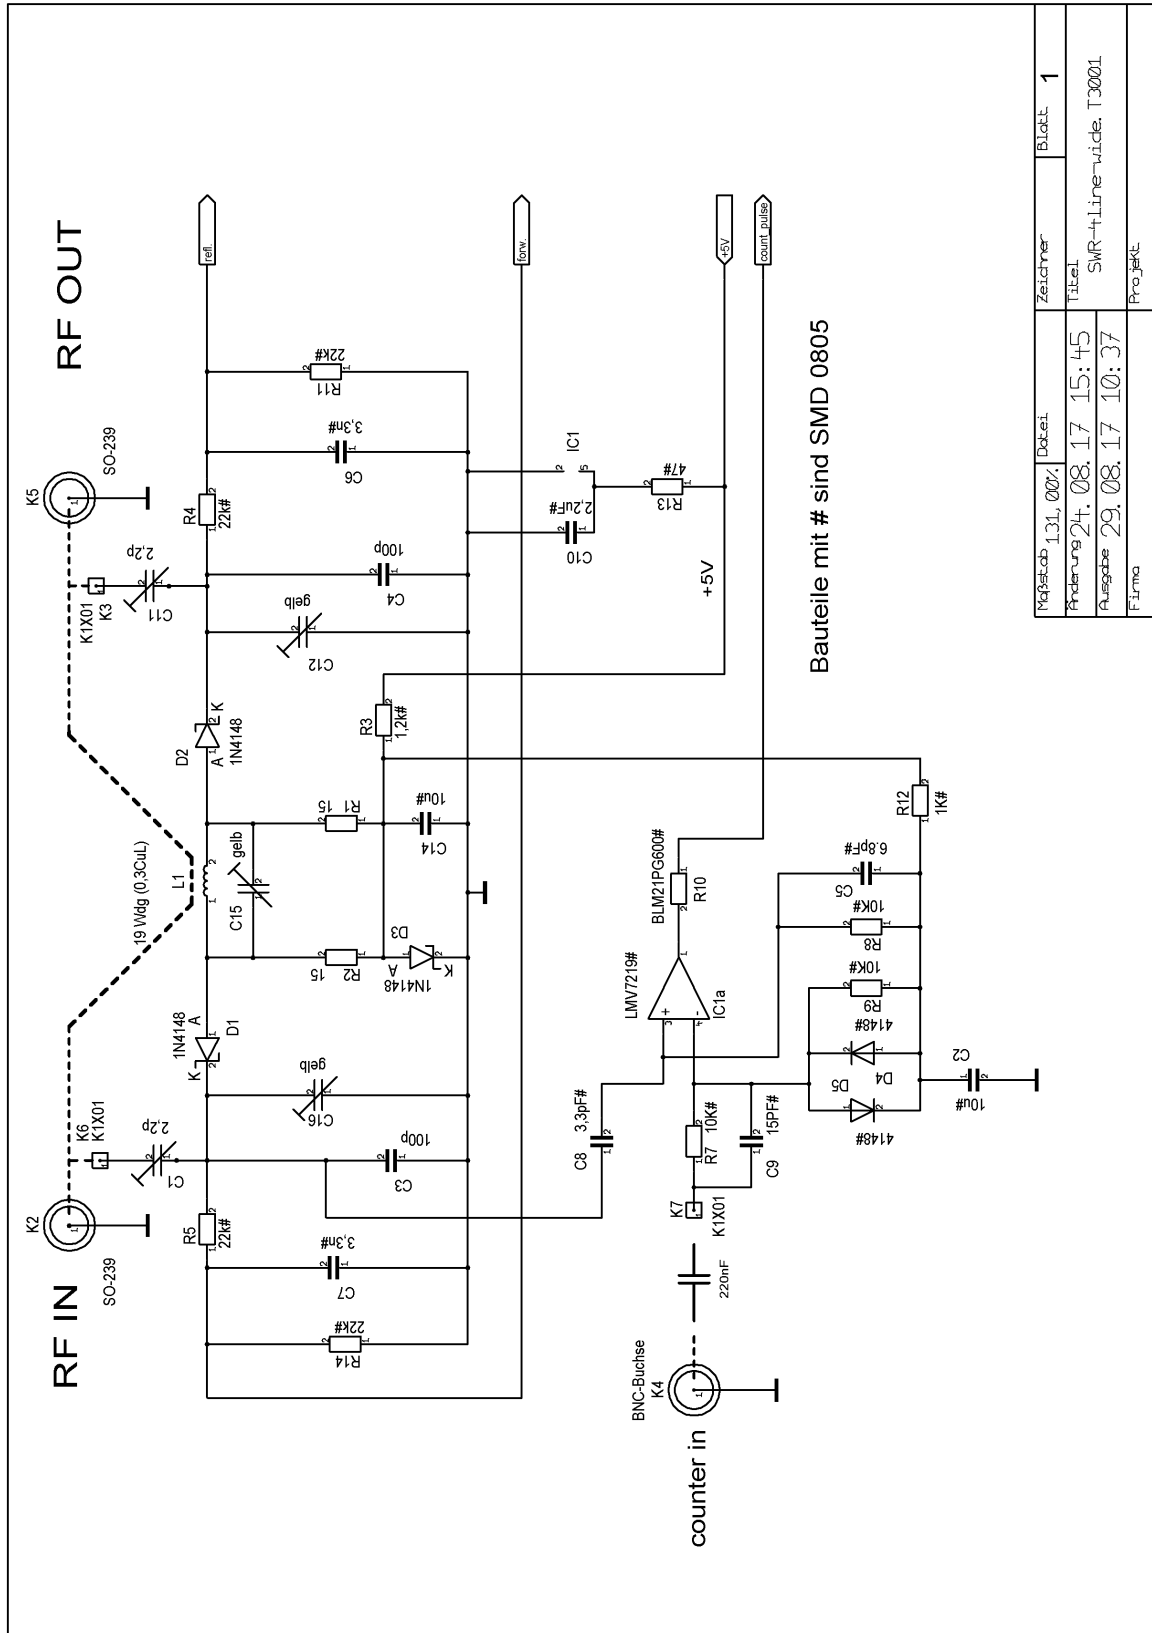 RF IN
RF OUT
K2
SO-239
K6
K1X01
2,2p
C1
19 Wdg (0,3CuL)
L1
K1X01
K3
2,2p
C11
K5
SO-239
R5
22k#
1N4148
K
A
D1
C15
gelb
D2
A
K
1N4148
R4
22k#
refl.
C7
3,3n#
R14
22k#
C3
100p
C16
gelb
R2
15
R1
15
D3
A
K
1N4148
C14
10u#
R3
1,2k#
C12
gelb
C4
100p
C6
3,3n#
R11
22k#
forw.
C10
2,2uF#
IC1
R13
47#
+5V
+5V
count_pulse
C8
3,3pF#
LMV7219#
IC1a
BLM21PG600#
R10
BNC-Buchse
K4
counter in
220nF
K7
K1X01
R7
10K#
C9
15PF#
D5
4148#
D4
4148#
R9
10K#
R8
10K#
C5
6.8pF#
R12
1K#
C2
10u#
Bauteile mit # sind SMD 0805
Maßstab 131,00%
Datei
Zeichner
Blatt 1
Änderung 24.08.17 15:45
Titel
SWR-4line-wide.T3001
Ausgabe 29.08.17 10:37
Firma
Projekt